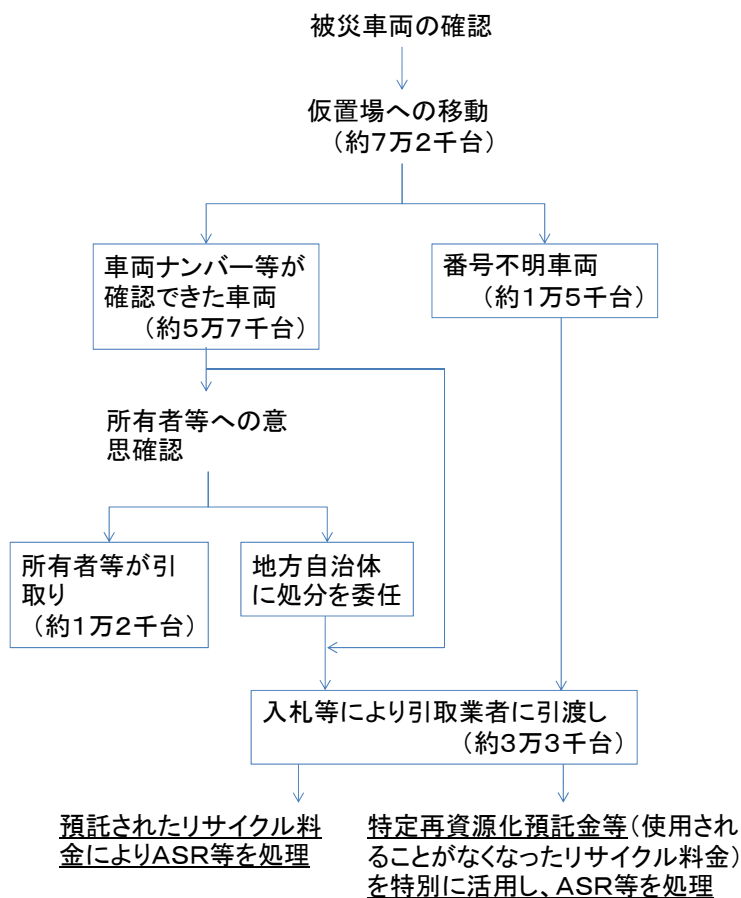 被災車両の確認
仮置場への移動
（約７万２千台）
車両ナンバー等が
確認できた車両
（約５万７千台）
番号不明車両
（約１万５千台）
所有者等への意
思確認
所有者等が引
取り
（約１万２千台）
地方自治体
に処分を委任
入札等により引取業者に引渡し
（約３万３千台）
預託されたリサイクル料
金によりASR等を処理
特定再資源化預託金等（使用され
ることがなくなったリサイクル料金）
を特別に活用し、ASR等を処理